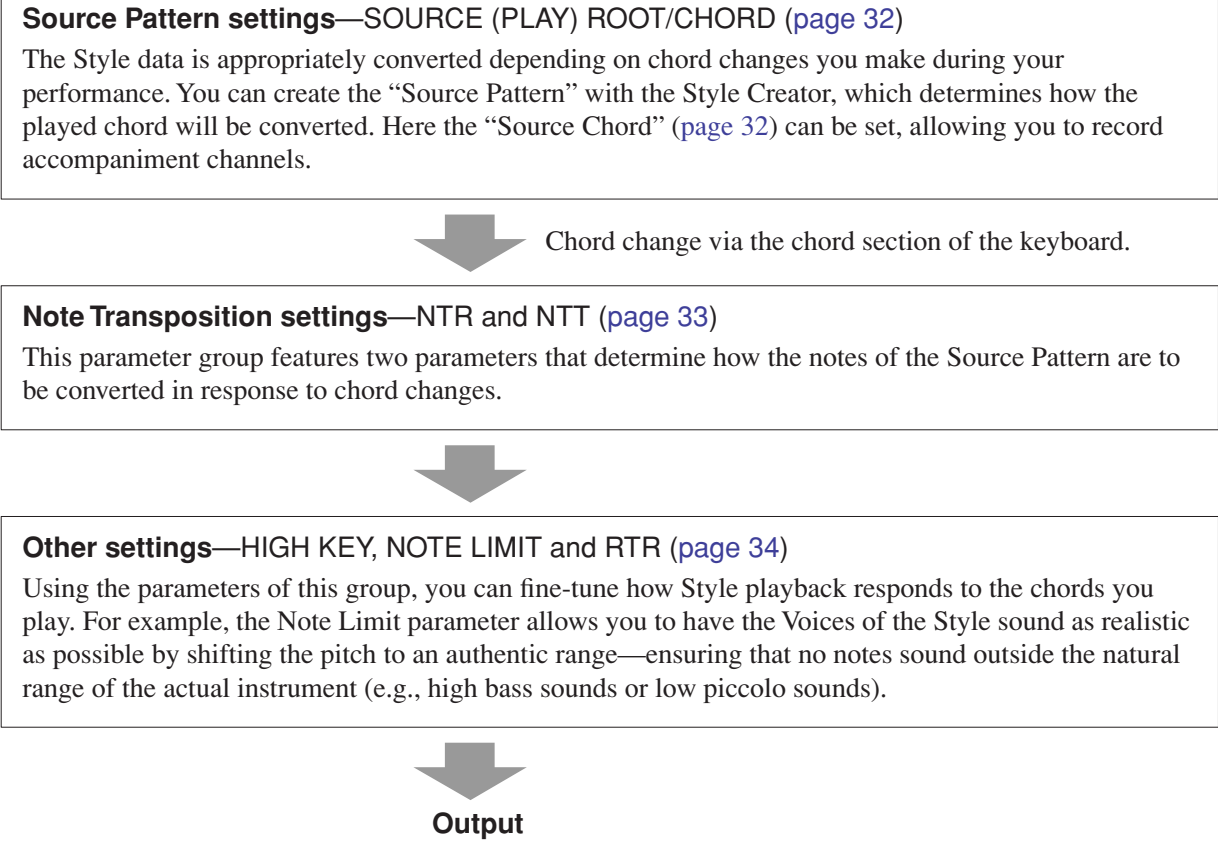 Source Pattern settings—SOURCE (PLAY) ROOT/CHORD (page 32)
The Style data is appropriately converted depending on chord changes you make during your
performance. You can create the “Source Pattern” with the Style Creator, which determines how the
played chord will be converted. Here the “Source Chord” (page 32) can be set, allowing you to record
accompaniment channels.
Chord change via the chord section of the keyboard.
Note Transposition settings—NTR and NTT (page 33)
This parameter group features two parameters that determine how the notes of the Source Pattern are to
be converted in response to chord changes.
Other settings—HIGH KEY, NOTE LIMIT and RTR (page 34)
Using the parameters of this group, you can fine-tune how Style playback responds to the chords you
play. For example, the Note Limit parameter allows you to have the Voices of the Style sound as realistic
as possible by shifting the pitch to an authentic range—ensuring that no notes sound outside the natural
range of the actual instrument (e.g., high bass sounds or low piccolo sounds).
Output